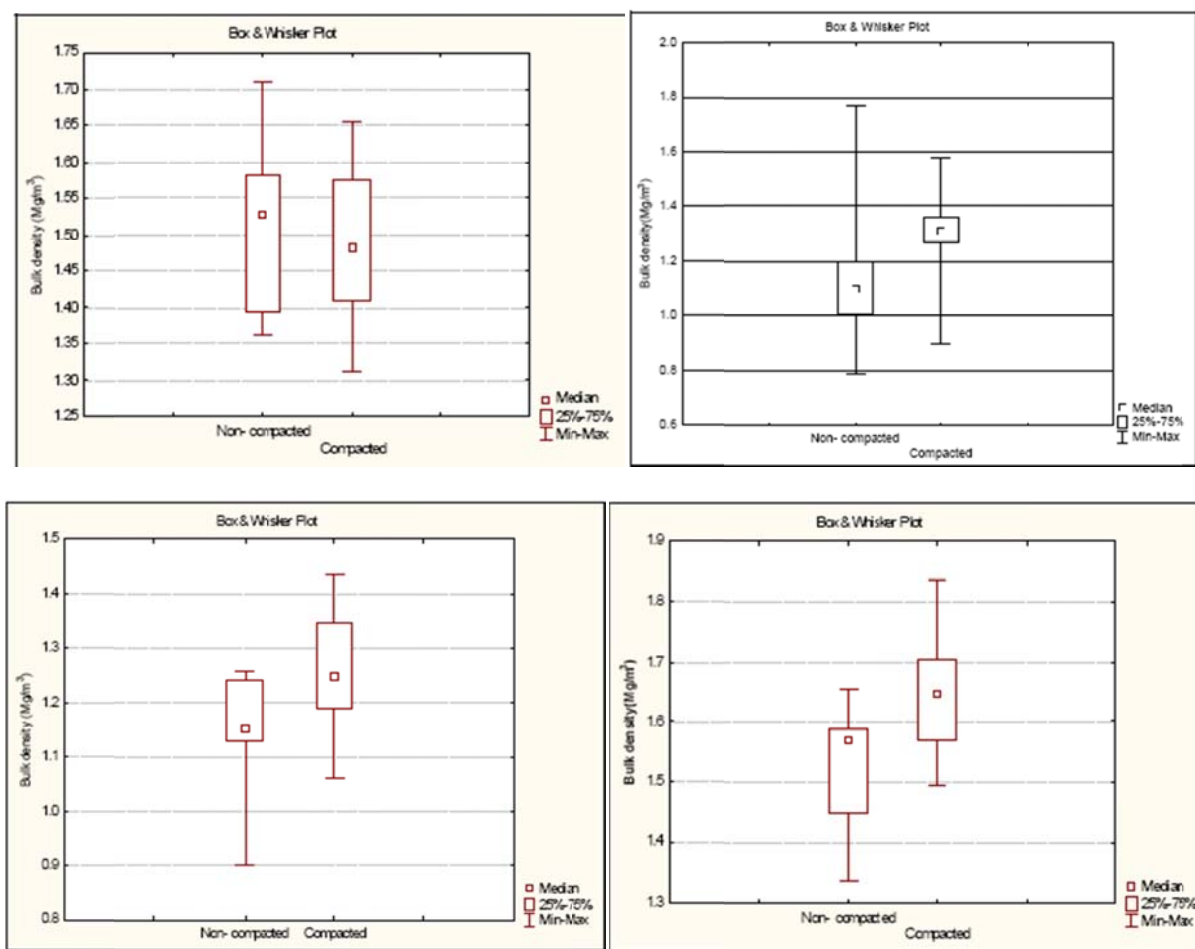 Box & Whisker Plot
1.75
1.70
1.65
1.60
1.55
1.50
1.45
1.40
1.35
1.30
1.25
Bulk density (Mg/m³)
Non- compacted
Compacted
Median
25%-75%
Min-Max
Box & Whisker Plot
2.0
1.8
1.6
1.4
1.2
1.0
0.8
0.6
Bulk density(Mg/m³)
Non- compacted
Compacted
Median
25%-75%
Min-Max
Box & Whisker Plot
1.5
1.4
1.3
1.2
1.1
1.0
0.9
0.8
Bulk density (Mg/m³)
Non- compacted Compacted
Median
25%-75%
Min-Max
Box & Whisker Plot
1.9
1.8
1.7
1.6
1.5
1.4
1.3
Bulk density(Mg/m³)
Non- compacted
Compacted
Median
25%-75%
Min-Max